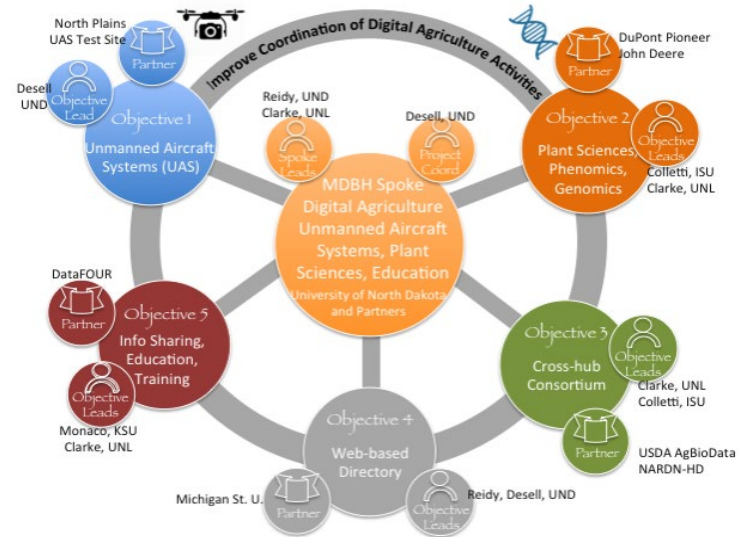 Improve Coordination of Digital Agriculture Activities
North Plains
UAS Test Site
Partner
Desell
UND
Objective
Lead
Objective 1
Unmanned Aircraft
Systems (UAS)
Reidy, UND
Clarke, UNL
Spoke
Leads
Desell, UND
Project
Coord
MDBH Spoke
Digital Agriculture
Unmanned Aircraft
Systems, Plant
Sciences, Education
University of North Dakota
and Partners
DuPont Pioneer
John Deere
Partner
Objective 2
Plant Sciences,
Phenomics,
Genomics
Objective
Leads
Colletti, ISU
Clarke, UNL
Objective 3
Cross-hub
Consortium
Objective
Leads
Clarke, UNL
Colletti, ISU
Partner
USDA AgBioData
NARDN-HD
Objective 4
Web-based
Directory
Michigan St. U.
Partner
Objective
Leads
Reidy, Desell, UND
DataFOUR
Partner
Objective 5
Info Sharing,
Education,
Training
Objective
Leads
Monaco, KSU
Clarke, UNL